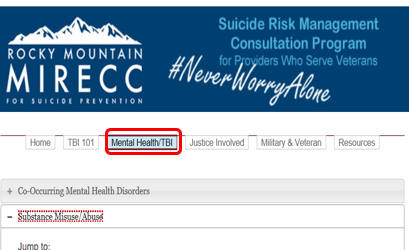 Suicide Risk Management
Consultation Program
for Providers Who Serve Veterans
#NeverWorryAlone
ROCKY MOUNTAIN
MIRECC
FOR SUICIDE PREVENTION
Home
TBI 101
Mental Health/TBI
Justice Involved
Military & Veteran
Resources
+ Co-Occurring Mental Health Disorders
– Substance Misuse/Abuse
Jump to: